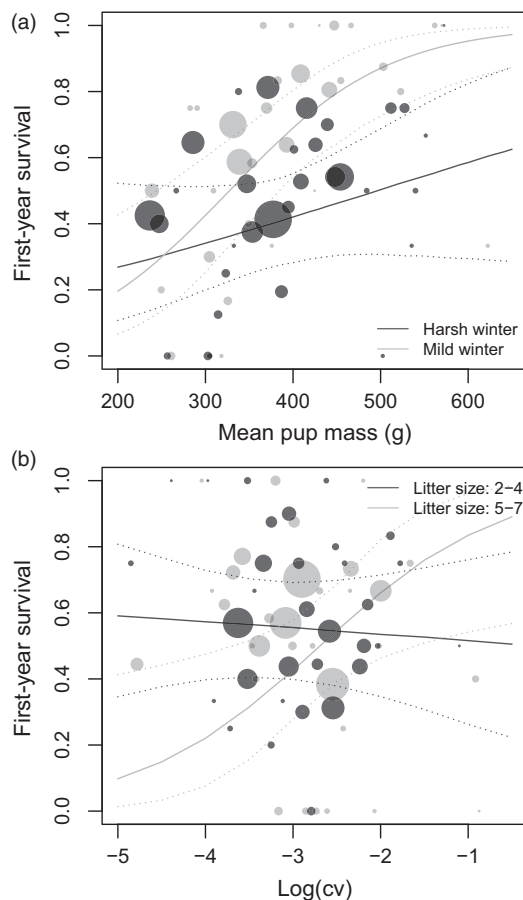 (a)
First-year survival
1.0
0.8
0.6
0.4
0.2
0.0
Harsh winter
Mild winter
200 300 400 500 600
Mean pup mass (g)
(b)
First-year survival
1.0
0.8
0.6
0.4
0.2
0.0
Litter size: 2−4
Litter size: 5−7
−5 −4 −3 −2 −1
Log(cv)